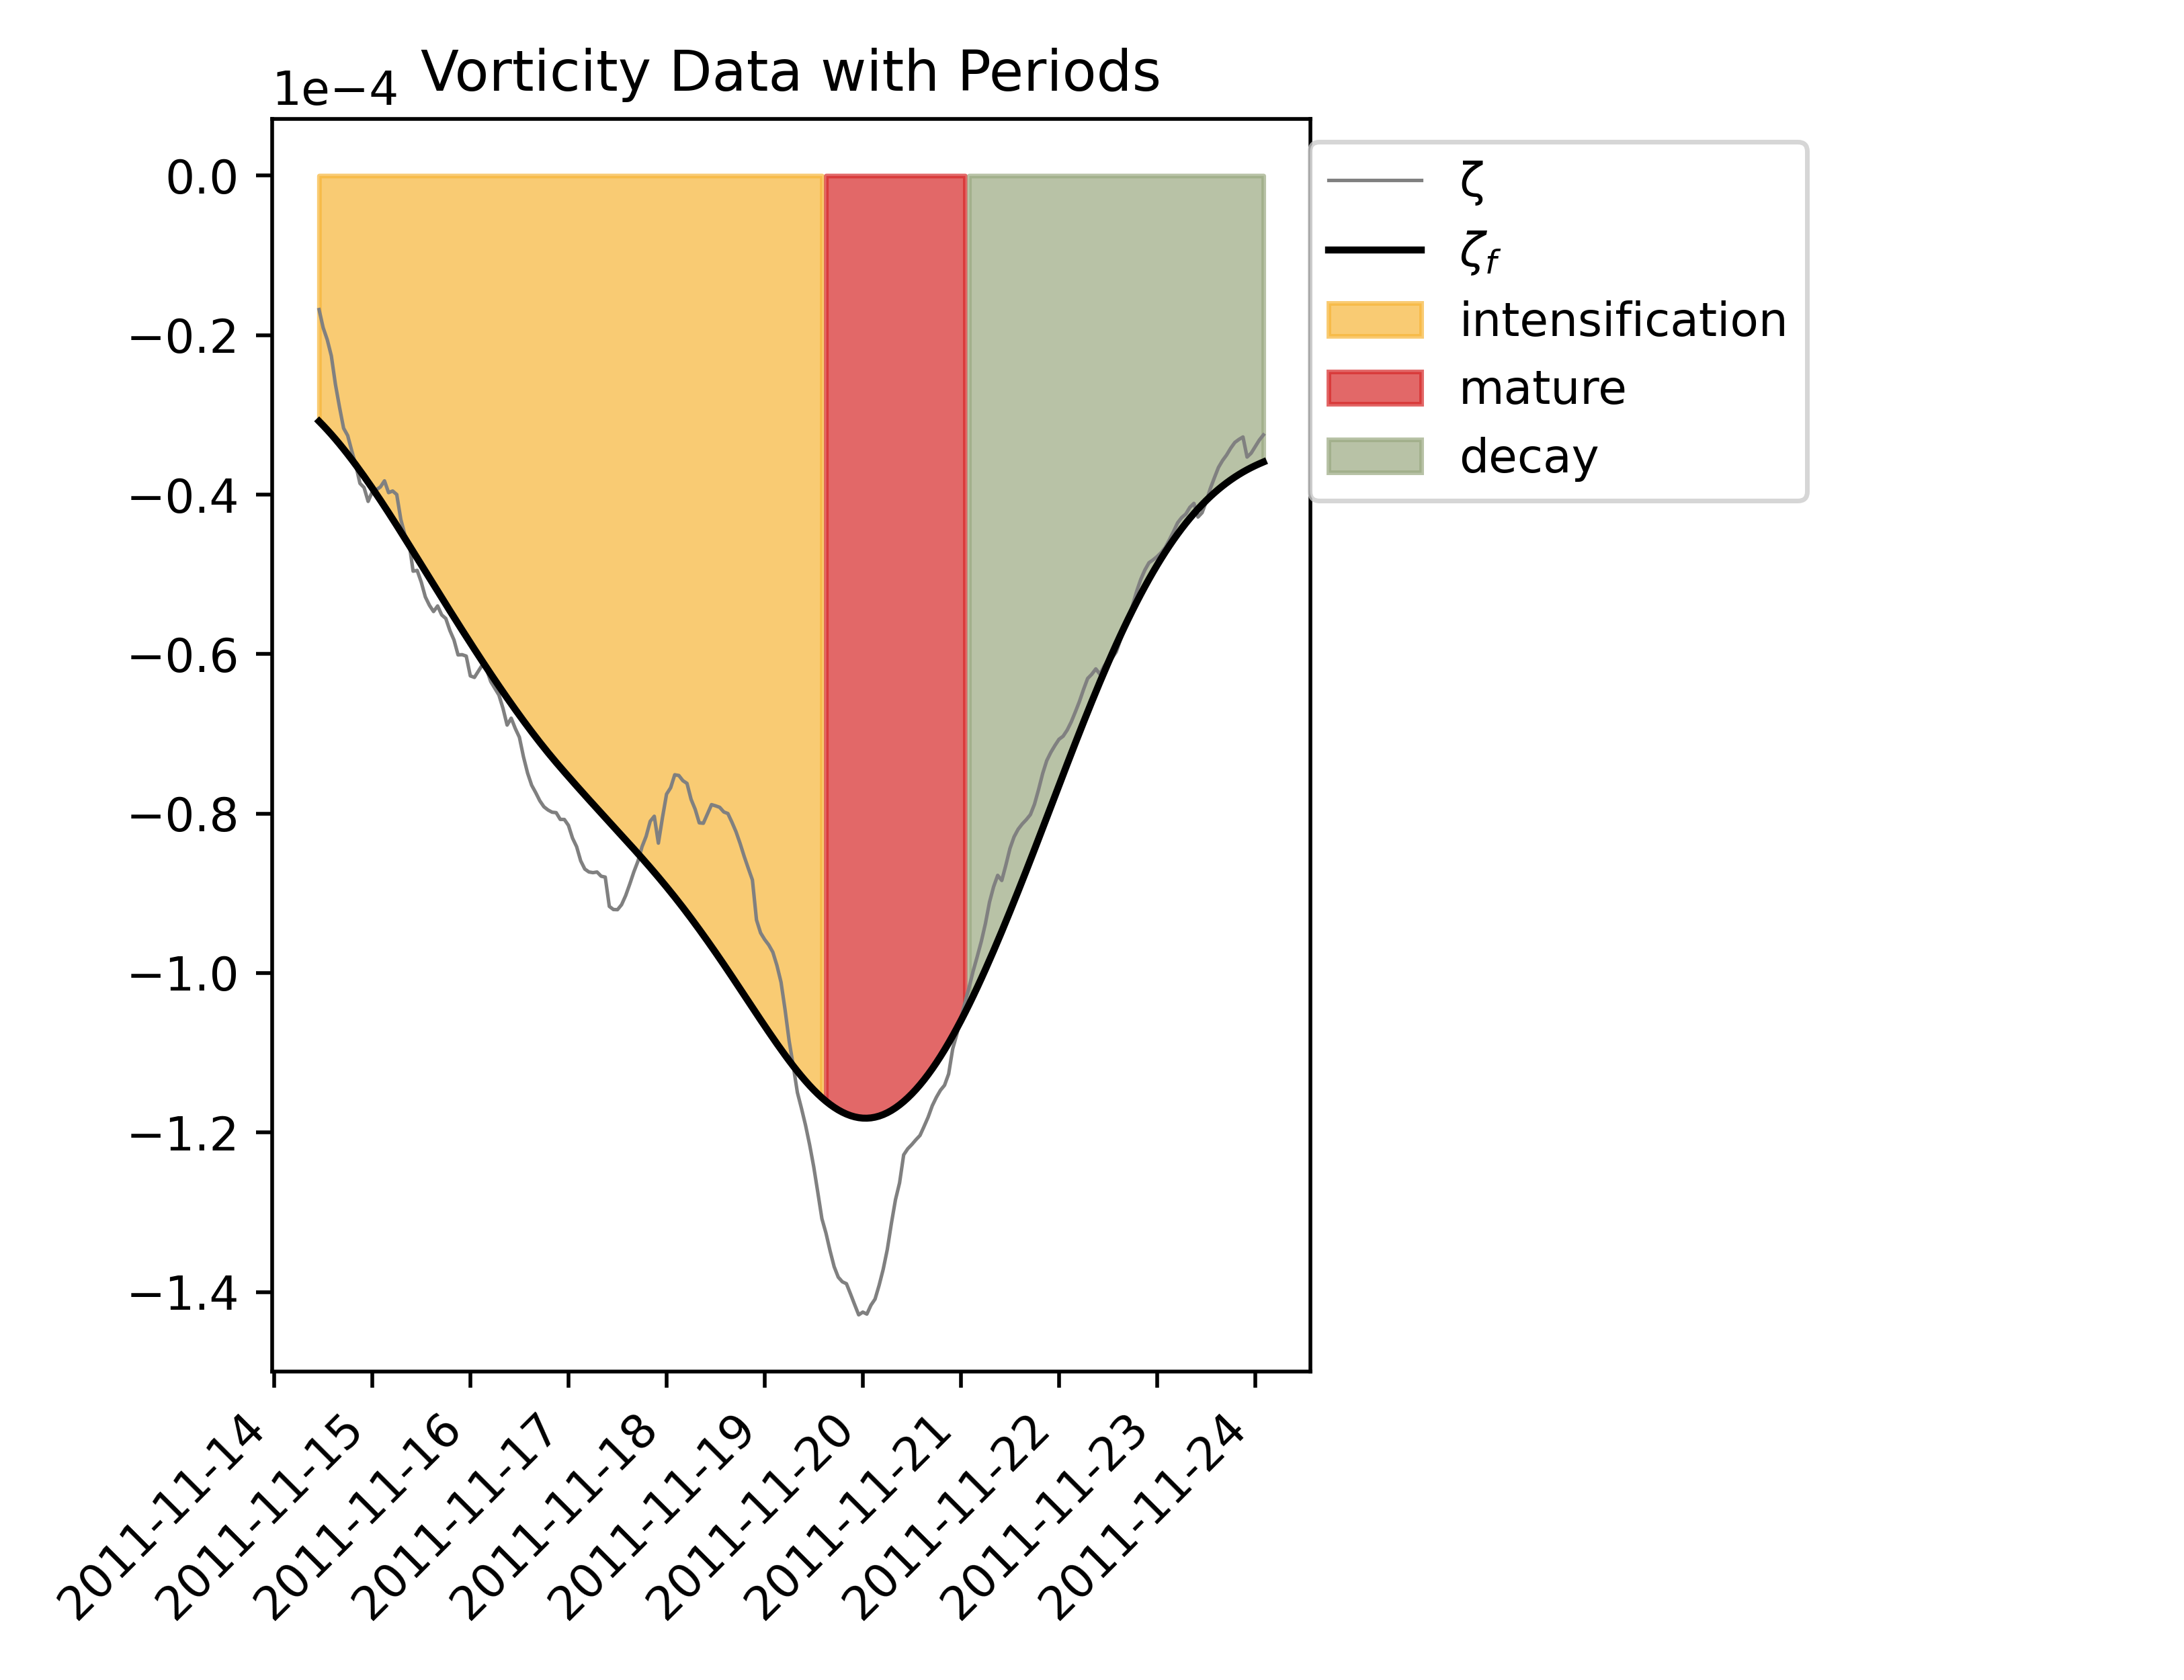 Vorticity Data with Periods
1e−4
0.0
−0.2
−0.4
−0.6
−0.8
−1.0
−1.2
−1.4
2011-11-14
2011-11-15
2011-11-16
2011-11-17
2011-11-18
2011-11-19
2011-11-20
2011-11-21
2011-11-22
2011-11-23
2011-11-24
ζ
ζf
intensification
mature
decay